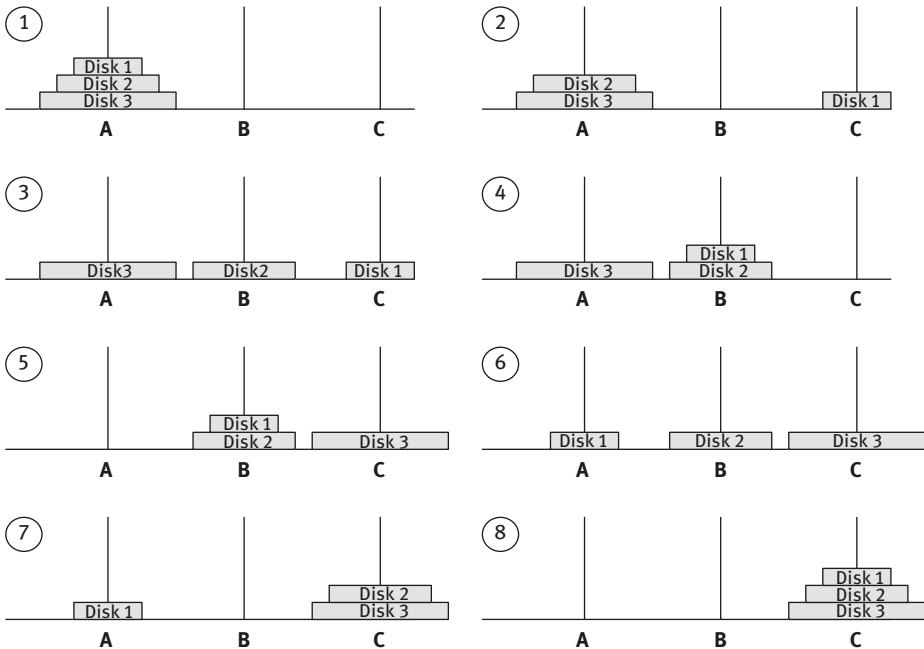 1
Disk 1
Disk 2
Disk 3
A B C
2
Disk 2
Disk 3 Disk 1
A B C
3
Disk3 Disk2 Disk 1
A B C
4
Disk 1
Disk 3 Disk 2
A B C
5
Disk 1
Disk 2 Disk 3
A B C
6
Disk 1 Disk 2 Disk 3
A B C
7
Disk 2
Disk 1 Disk 3
A B C
8
Disk 1
Disk 2
Disk 3
A B C